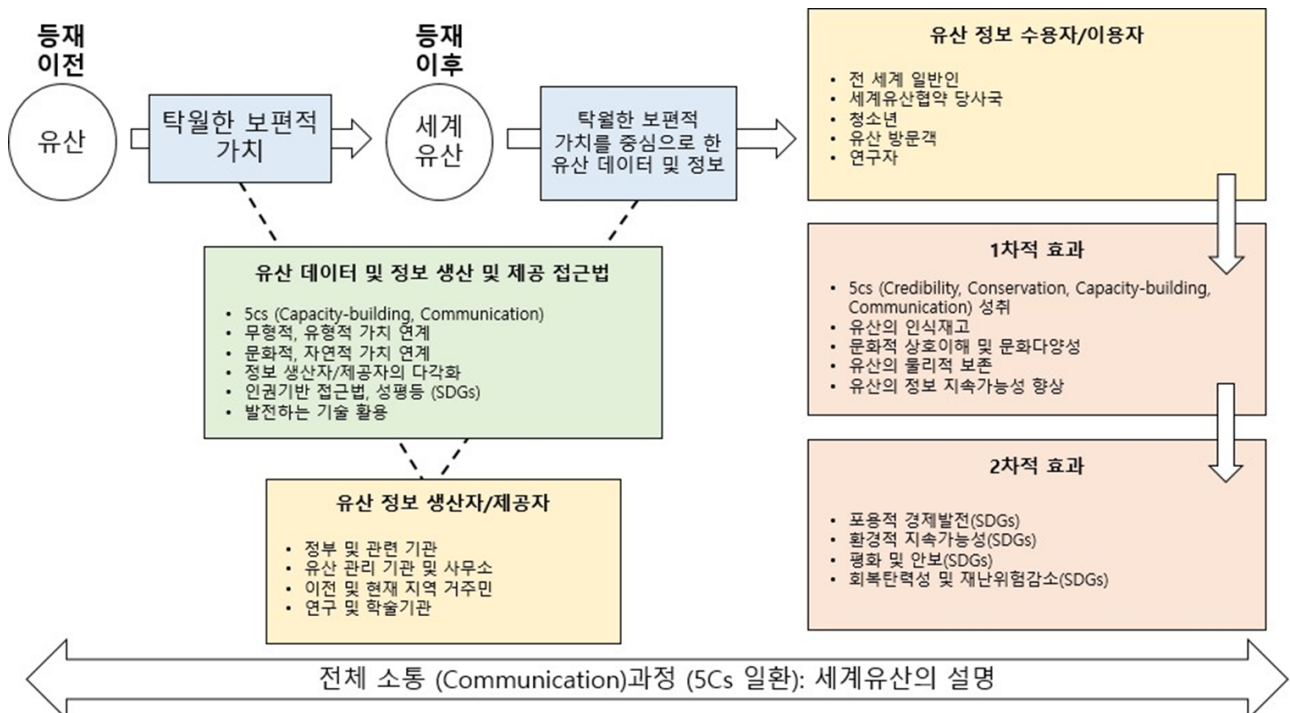 등재
이전
유산
탁월한 보편적
가치
등재
이후
세계
유산
탁월한 보편적
가치를 중심으로 한
유산 데이터 및 정보
유산 정보 수용자/이용자
• 전 세계 일반인
• 세계유산협약 당사국
• 청소년
• 유산 방문객
• 연구자
유산 데이터 및 정보 생산 및 제공 접근법
• 5cs (Capacity-building, Communication)
• 무형적, 유형적 가치 연계
• 문화적, 자연적 가치 연계
• 정보 생산자/제공자의 다각화
• 인권기반 접근법, 성평등 (SDGs)
• 발전하는 기술 활용
1차적 효과
• 5cs (Credibility, Conservation, Capacity-building,
Communication) 성취
• 유산의 인식재고
• 문화적 상호이해 및 문화다양성
• 유산의 물리적 보존
• 유산의 정보 지속가능성 향상
유산 정보 생산자/제공자
• 정부 및 관련 기관
• 유산 관리 기관 및 사무소
• 이전 및 현재 지역 거주민
• 연구 및 학술기관
2차적 효과
• 포용적 경제발전(SDGs)
• 환경적 지속가능성(SDGs)
• 평화 및 안보(SDGs)
• 회복탄력성 및 재난위험감소(SDGs)
전체 소통 (Communication)과정 (5Cs 일환): 세계유산의 설명